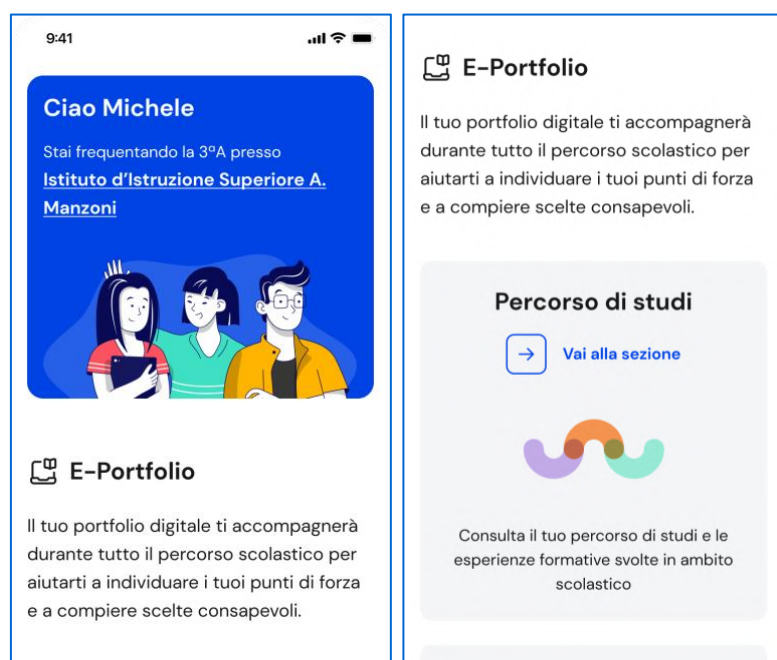 9:41
Ciao Michele
Stai frequentando la 3ªA presso
Istituto d'Istruzione Superiore A.
Manzoni
E-Portfolio
Il tuo portfolio digitale ti accompagnerà
durante tutto il percorso scolastico per
aiutarti a individuare i tuoi punti di forza
e a compiere scelte consapevoli.
E-Portfolio
Il tuo portfolio digitale ti accompagnerà
durante tutto il percorso scolastico per
aiutarti a individuare i tuoi punti di forza
e a compiere scelte consapevoli.
Percorso di studi
Vai alla sezione
Consulta il tuo percorso di studi e le
esperienze formative svolte in ambito
scolastico